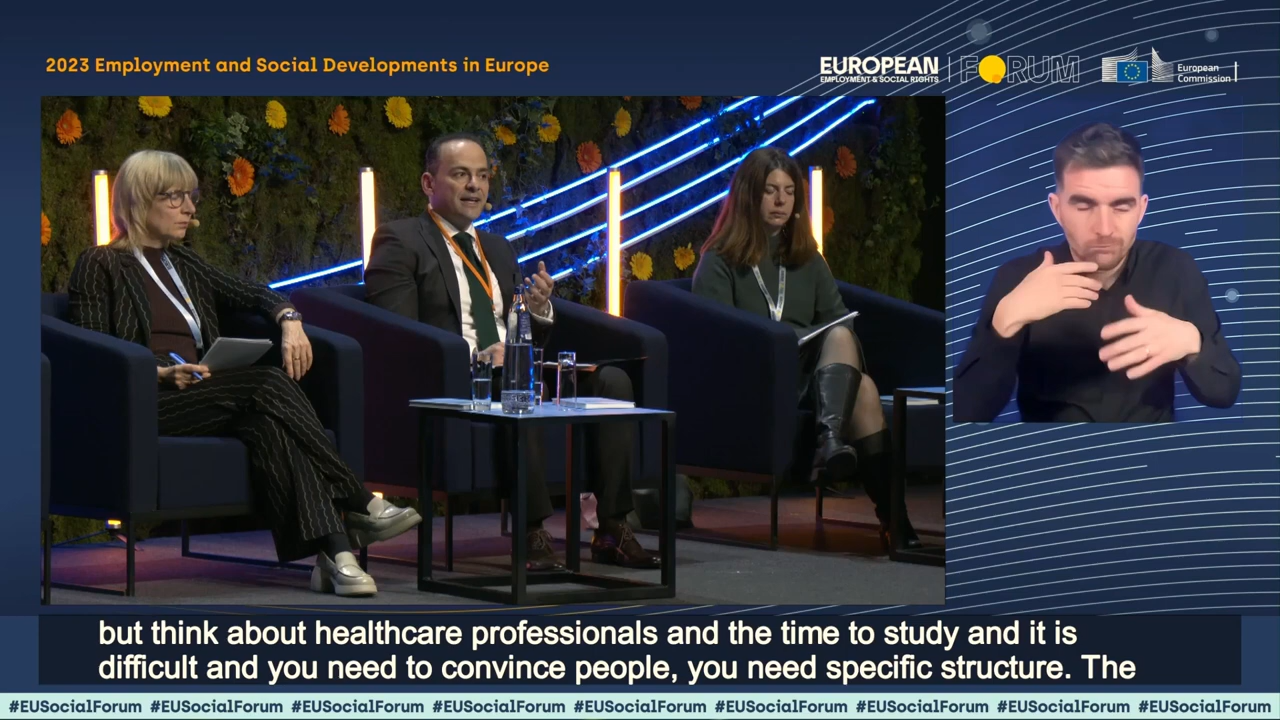 2023 Employment and Social Developments in Europe
EUROPEAN
EMPLOYMENT & SOCIAL RIGHTS
FORUM
European
Commission
but think about healthcare professionals and the time to study and it is
difficult and you need to convince people, you need specific structure. The
#EUSocialForum #EUSocialForum #EUSocialForum #EUSocialForum #EUSocialForum #EUSocialForum #EUSocialForum #EUSocialForum #EUSocialForum